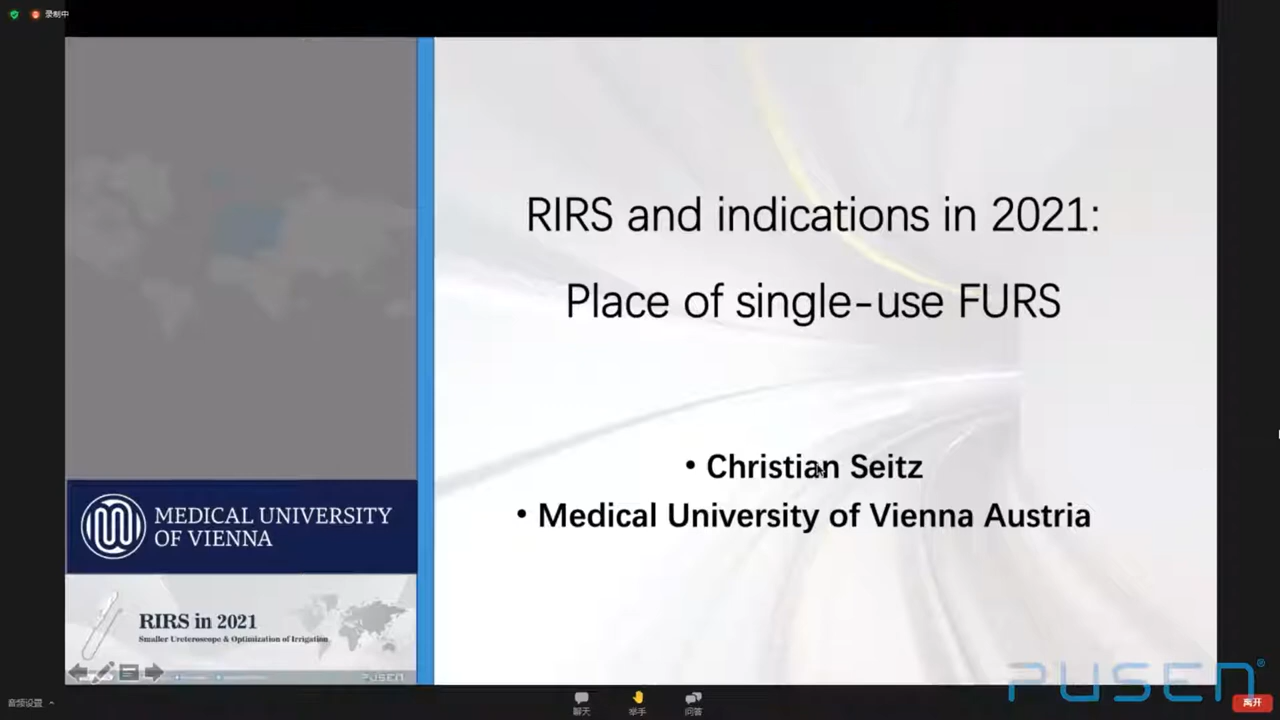 录制中
RIRS and indications in 2021:
Place of single-use FURS
• Christian Seitz
• Medical University of Vienna Austria
MEDICAL UNIVERSITY
OF VIENNA
RIRS in 2021
Smaller Ureteroscope & Optimization of Irrigation
PUSEN
PUSEN®
音频设置
聊天
举手
问答
离开